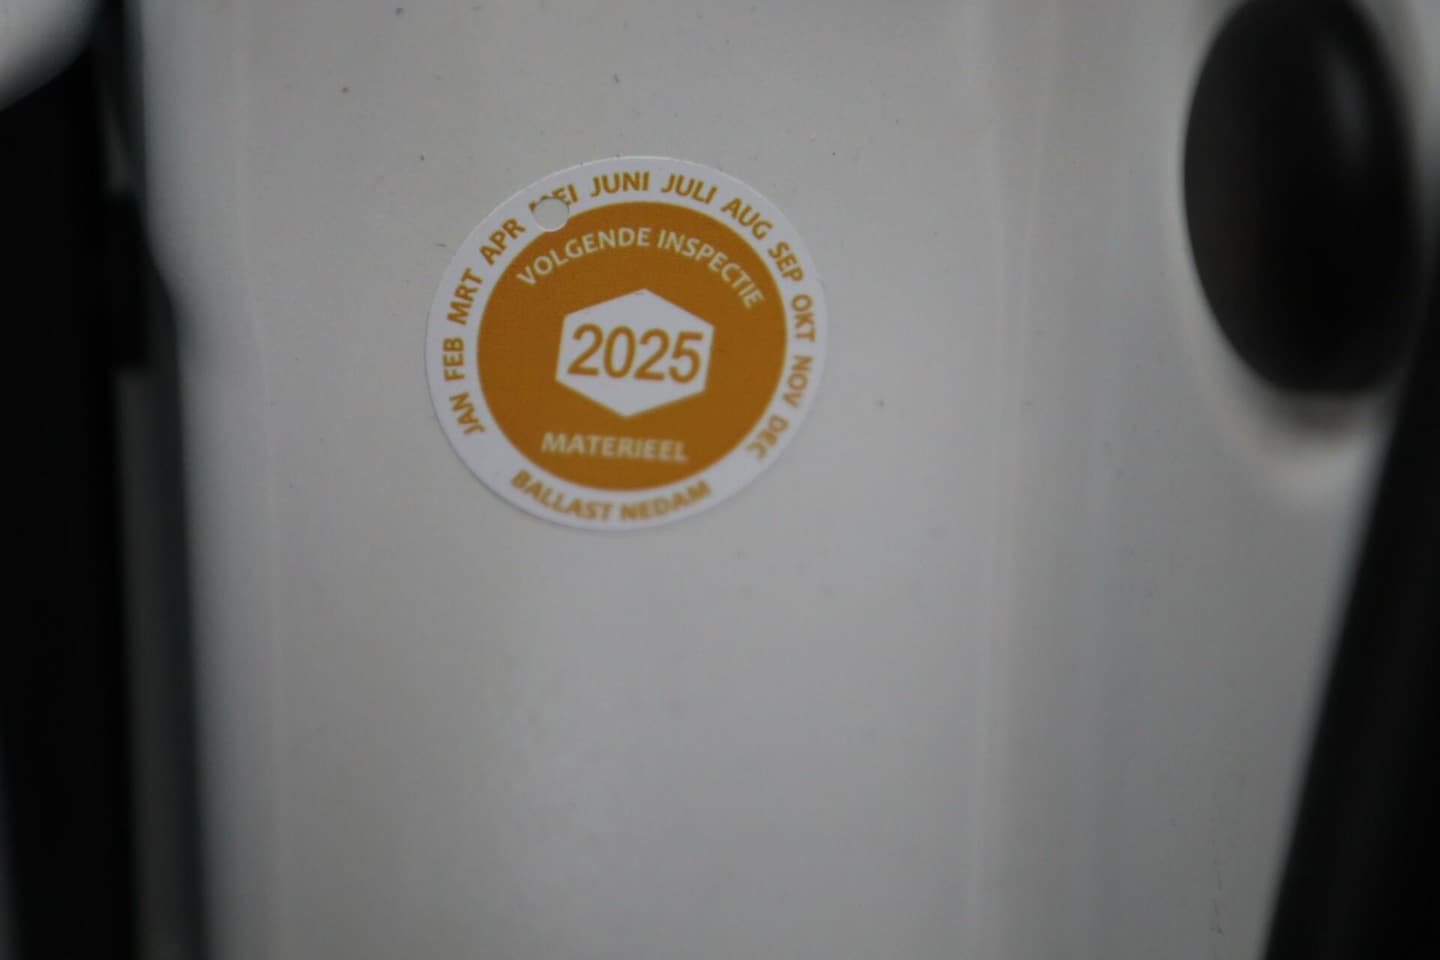 JAN FEB MRT APR MEI JUNI JULI AUG SEP OKT NOV DEC
VOLGENDE INSPECTIE
2025
MATERIEEL
BALLAST NEDAM